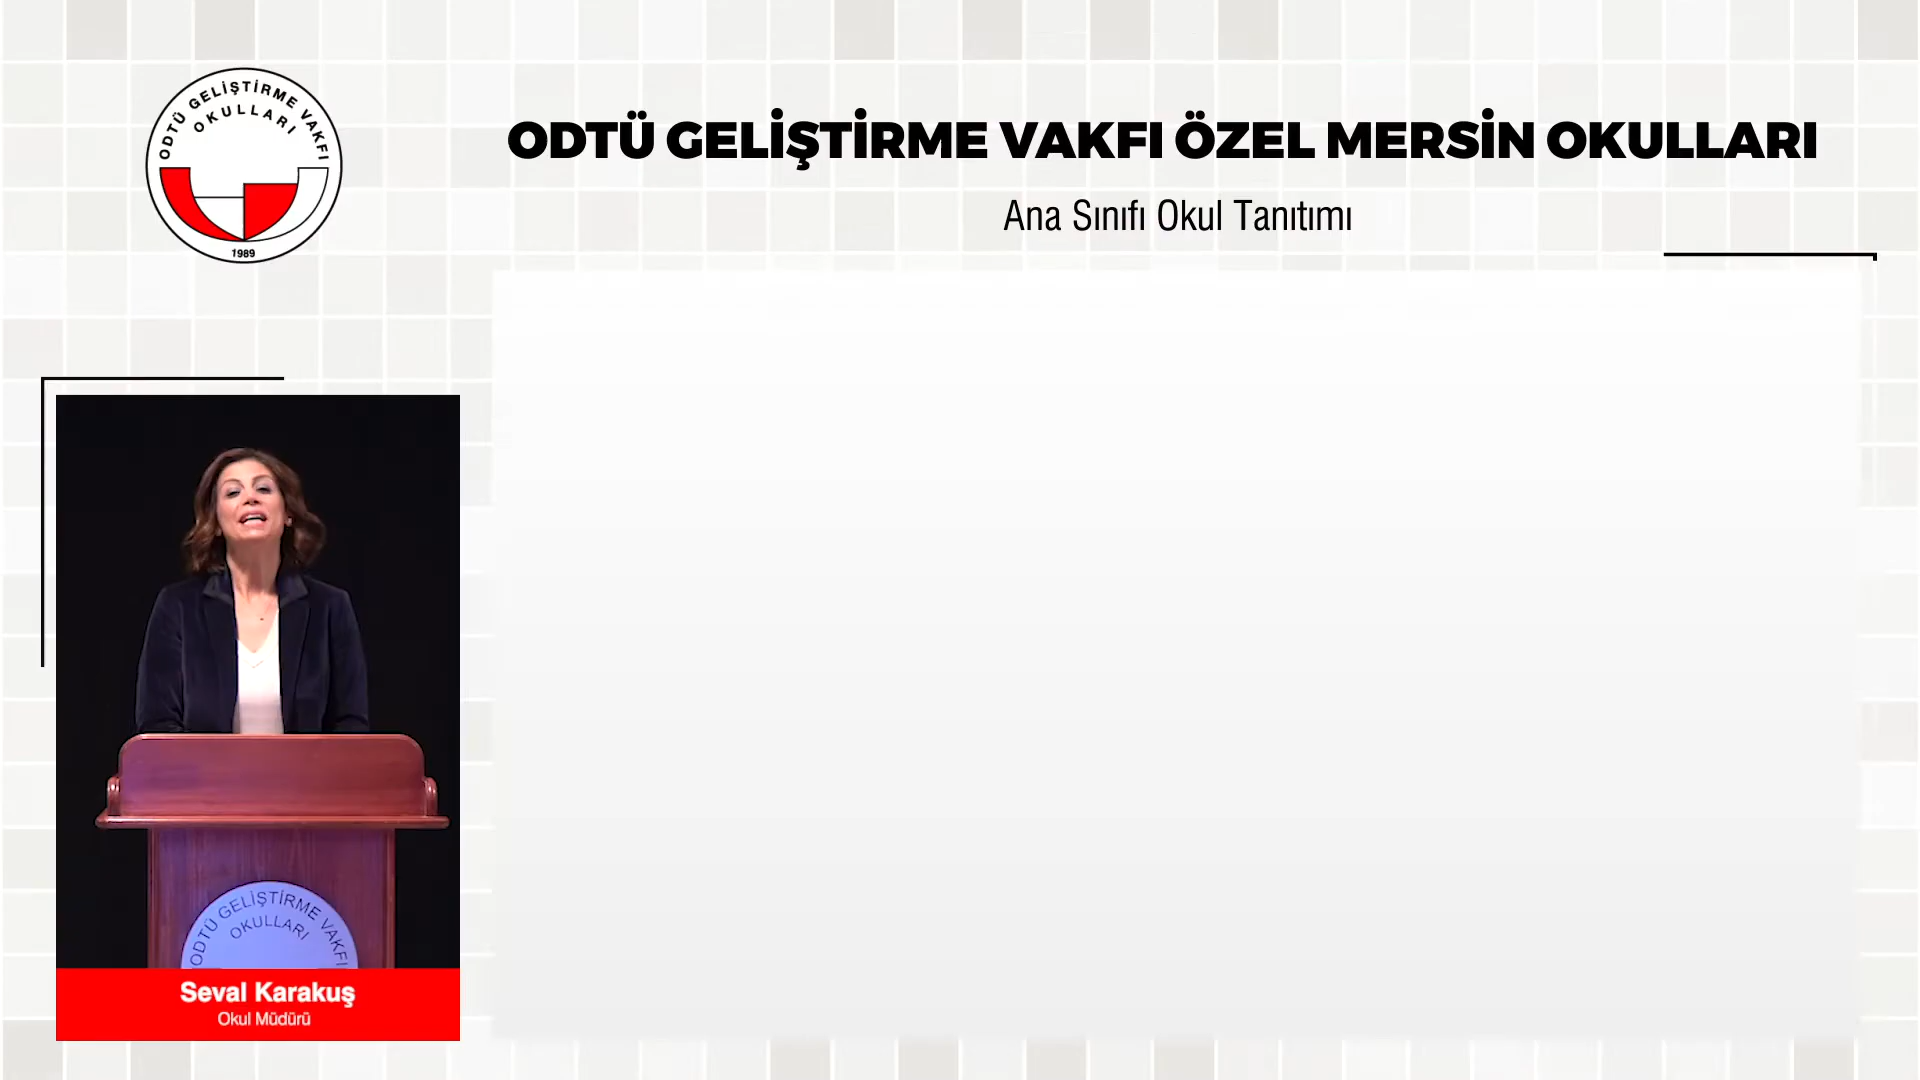 ODTÜ GELİŞTİRME VAKFI
OKULLARI
1989
ODTÜ GELİŞTİRME VAKFI ÖZEL MERSİN OKULLARI
Ana Sınıfı Okul Tanıtımı
ODTÜ GELİŞTİRME VAKFI
OKULLARI
Seval Karakuş
Okul Müdürü